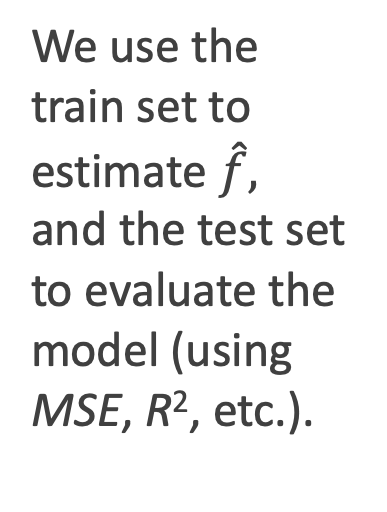 We use the
train set to
estimate f̂,
and the test set
to evaluate the
model (using
MSE, R², etc.).